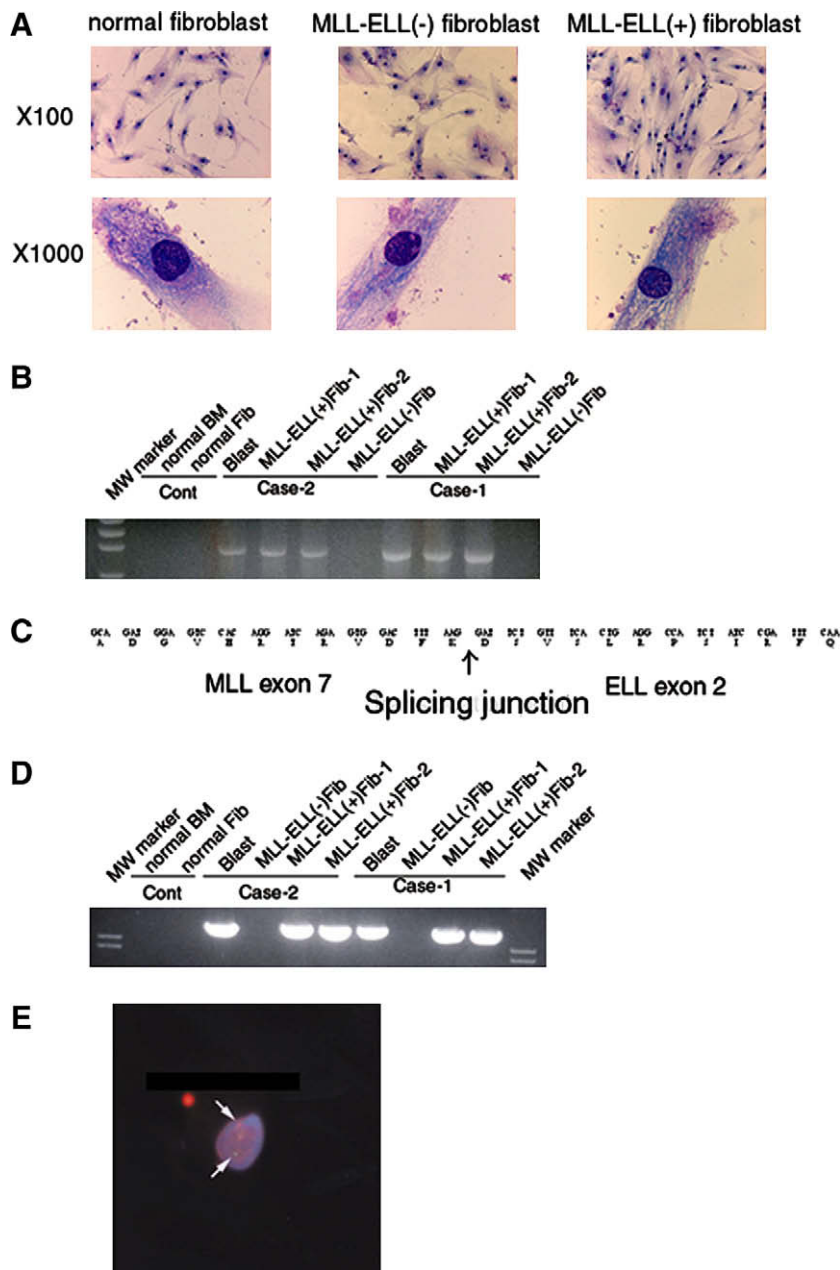 A
normal fibroblast
MLL-ELL(-) fibroblast
MLL-ELL(+) fibroblast
X100
X1000
B
MW marker
normal BM
normal Fib
Blast
MLL-ELL(+)Fib-1
MLL-ELL(+)Fib-2
MLL-ELL(-)Fib
Blast
MLL-ELL(+)Fib-1
MLL-ELL(+)Fib-2
MLL-ELL(-)Fib
Cont
Case-2
Case-1
C
MLL exon 7
Splicing junction
ELL exon 2
D
MW marker
normal BM
normal Fib
Blast
MLL-ELL(-)Fib
MLL-ELL(+)Fib-1
MLL-ELL(+)Fib-2
Blast
MLL-ELL(-)Fib
MLL-ELL(+)Fib-1
MLL-ELL(+)Fib-2
MW marker
Cont
Case-2
Case-1
E